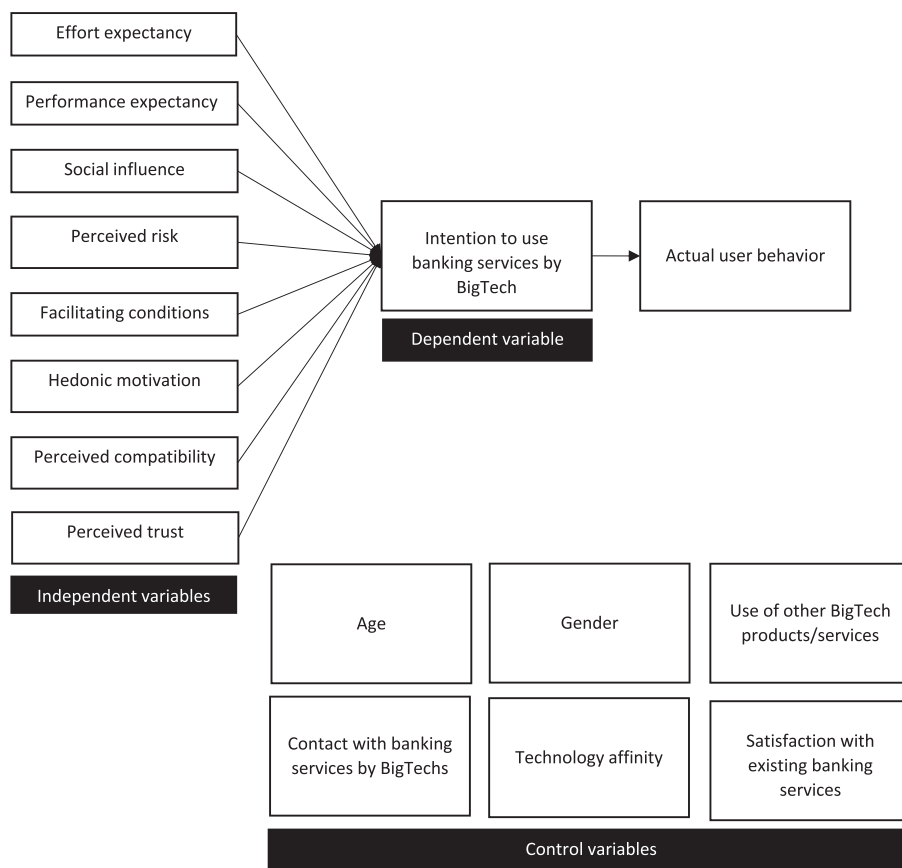 Effort expectancy
Performance expectancy
Social influence
Perceived risk
Facilitating conditions
Hedonic motivation
Perceived compatibility
Perceived trust
Independent variables
Intention to use
banking services by
BigTech
Dependent variable
Actual user behavior
Age
Gender
Use of other BigTech
products/services
Contact with banking
services by BigTechs
Technology affinity
Satisfaction with
existing banking
services
Control variables